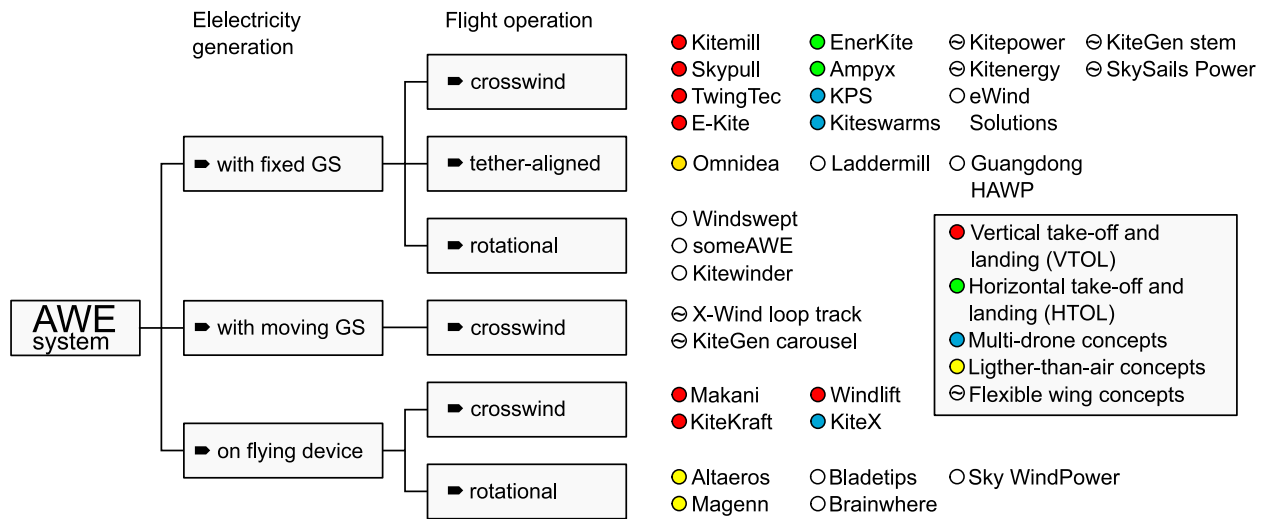 Elelectricity
generation
Flight operation
AWE
system
with fixed GS
with moving GS
on flying device
crosswind
tether-aligned
rotational
crosswind
crosswind
rotational
Kitemill
Skypull
TwingTec
E-Kite
EnerKíte
Ampyx
KPS
Kiteswarms
Kitepower
Kitenergy
eWind
Solutions
KiteGen stem
SkySails Power
Omnidea
Laddermill
Guangdong
HAWP
Windswept
someAWE
Kitewinder
X-Wind loop track
KiteGen carousel
Makani
KiteKraft
Windlift
KiteX
Altaeros
Magenn
Bladetips
Brainwhere
Sky WindPower
Vertical take-off and
landing (VTOL)
Horizontal take-off and
landing (HTOL)
Multi-drone concepts
Ligther-than-air concepts
Flexible wing concepts